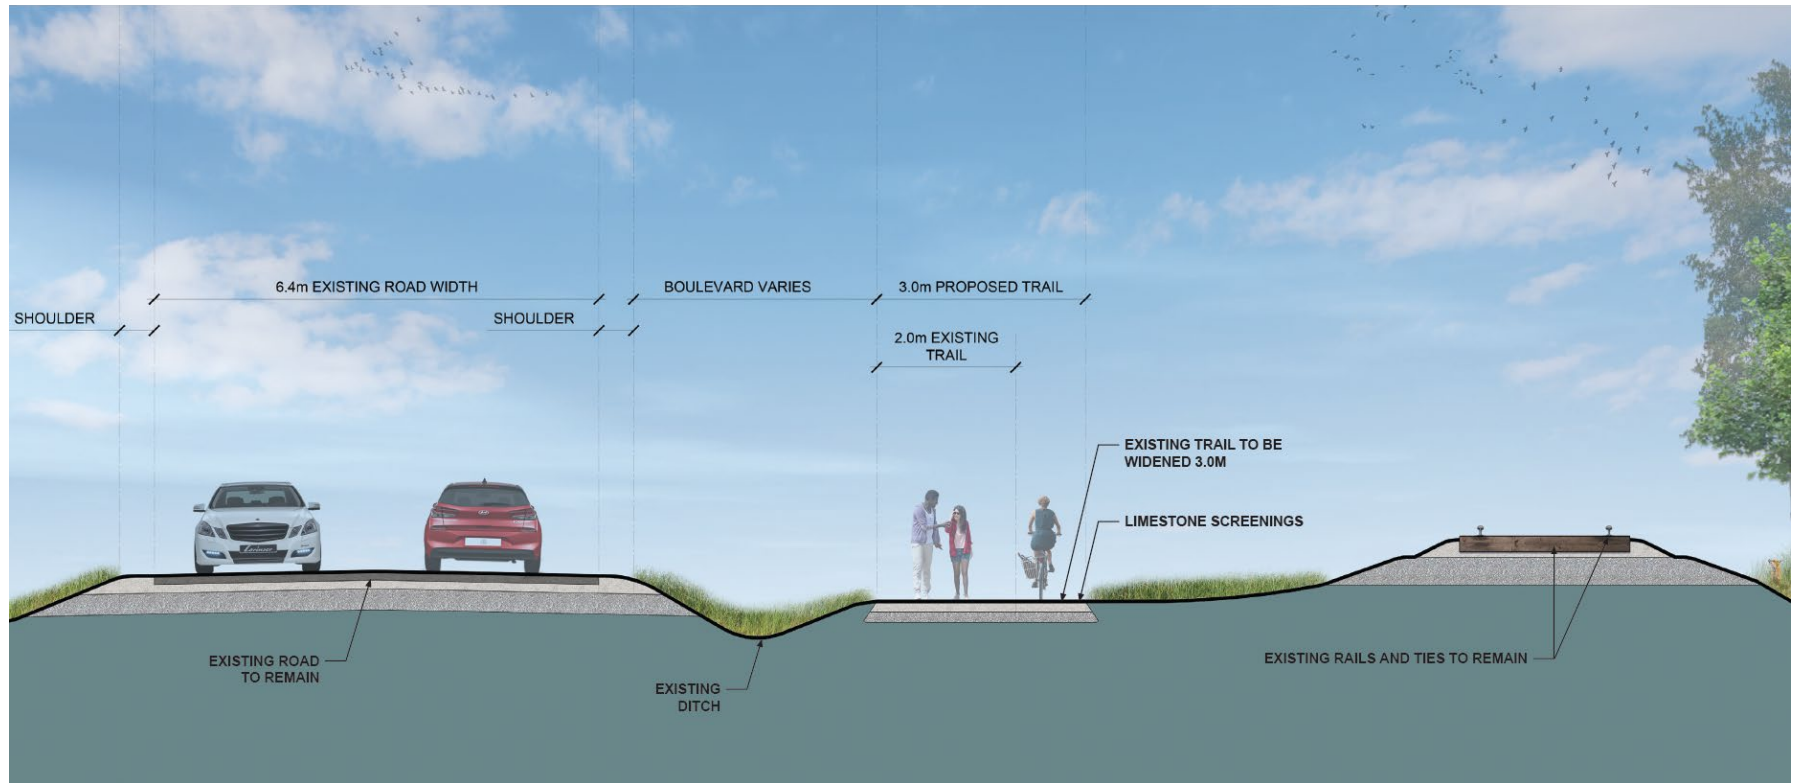 6.4m EXISTING ROAD WIDTH
BOULEVARD VARIES
3.0m PROPOSED TRAIL
SHOULDER
SHOULDER
2.0m EXISTING
TRAIL
EXISTING TRAIL TO BE
WIDENED 3.0M
LIMESTONE SCREENINGS
EXISTING ROAD
TO REMAIN
EXISTING
DITCH
EXISTING RAILS AND TIES TO REMAIN